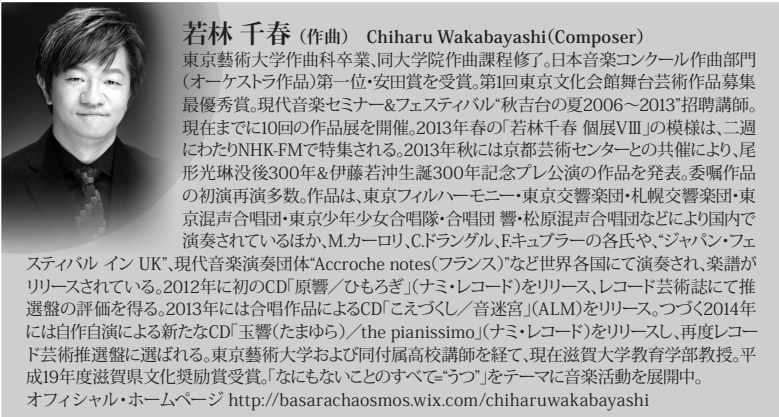 若林 千春（作曲） Chiharu Wakabayashi（Composer）
東京藝術大学作曲科卒業、同大学院作曲課程修了。日本音楽コンクール作曲部門
（オーケストラ作品）第一位・安田賞を受賞。第1回東京文化会館舞台芸術作品募集
最優秀賞。現代音楽セミナー&フェスティバル“秋吉台の夏2006〜2013”招聘講師。
現在までに10回の作品展を開催。2013年春の「若林千春 個展Ⅷ」の模様は、二週
にわたりNHK-FMで特集される。2013年秋には京都芸術センターとの共催により、尾
形光琳没後300年&伊藤若沖生誕300年記念プレ公演の作品を発表。委嘱作品
の初演再演多数。作品は、東京フィルハーモニー・東京交響楽団・札幌交響楽団・東
京混声合唱団・東京少年少女合唱隊・合唱団 響・松原混声合唱団などにより国内で
演奏されているほか、M.カーロリ、C.ドラングル、F.キュブラーの各氏や、“ジャパン・フェ
スティバル イン UK”、現代音楽演奏団体“Accroche notes（フランス）”など世界各国にて演奏され、楽譜が
リリースされている。2012年に初のCD「原響／ひもろぎ」（ナミ・レコード）をリリース、レコード芸術誌にて推
選盤の評価を得る。2013年には合唱作品によるCD「こえづくし／音迷宮」（ALM）をリリース。つづく2014年
には自作自演による新たなCD「玉響（たまゆら）／the pianissimo」（ナミ・レコード）をリリースし、再度レコー
ド芸術推選盤に選ばれる。東京藝術大学および同付属高校講師を経て、現在滋賀大学教育学部教授。平
成19年度滋賀県文化奨励賞受賞。「なにもないことのすべて=“うつ”」をテーマに音楽活動を展開中。
オフィシャル・ホームページ http://basarachaosmos.wix.com/chiharuwakabayashi